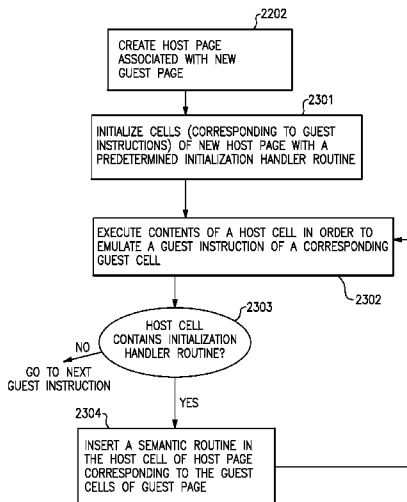 2202
CREATE HOST PAGE
ASSOCIATED WITH NEW
GUEST PAGE
2301
INITIALIZE CELLS (CORRESPONDING TO GUEST
INSTRUCTIONS) OF NEW HOST PAGE WITH A
PREDETERMINED INITIALIZATION HANDLER ROUTINE
EXECUTE CONTENTS OF A HOST CELL IN ORDER TO
EMULATE A GUEST INSTRUCTION OF A CORRESPONDING
GUEST CELL
2302
2303
HOST CELL
CONTAINS INITIALIZATION
HANDLER ROUTINE?
NO
GO TO NEXT
GUEST INSTRUCTION
YES
2304
INSERT A SEMANTIC ROUTINE IN
THE HOST CELL OF HOST PAGE
CORRESPONDING TO THE GUEST
CELLS OF GUEST PAGE